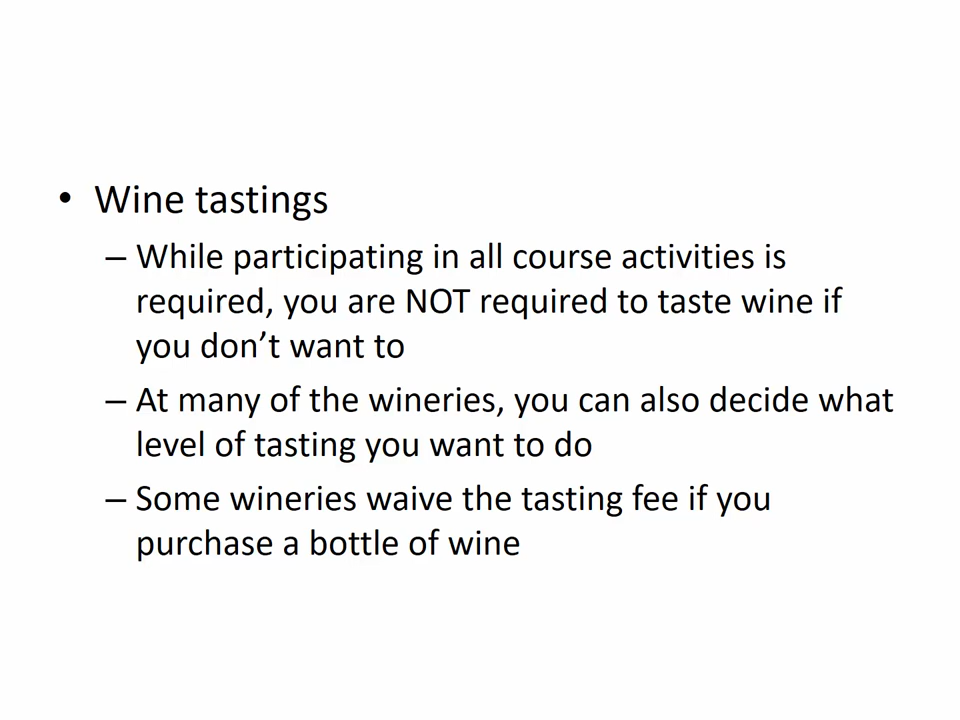 • Wine tastings
– While participating in all course activities is
required, you are NOT required to taste wine if
you don’t want to
– At many of the wineries, you can also decide what
level of tasting you want to do
– Some wineries waive the tasting fee if you
purchase a bottle of wine